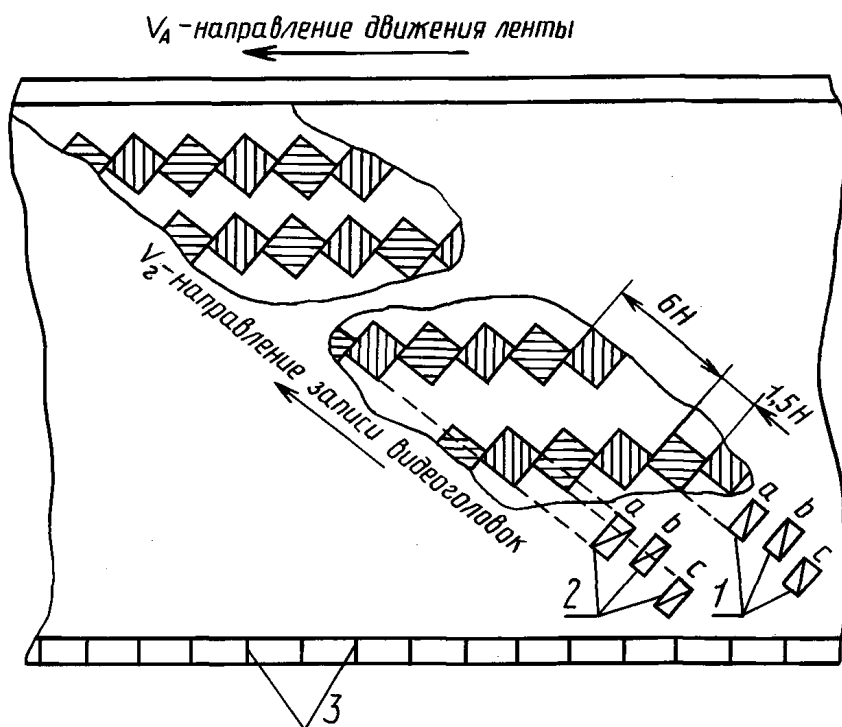 V_A - направление движения ленты
6H
1,5H
V_г - направление записи видеоголовок
a
b
c
a
b
c
2
1
3